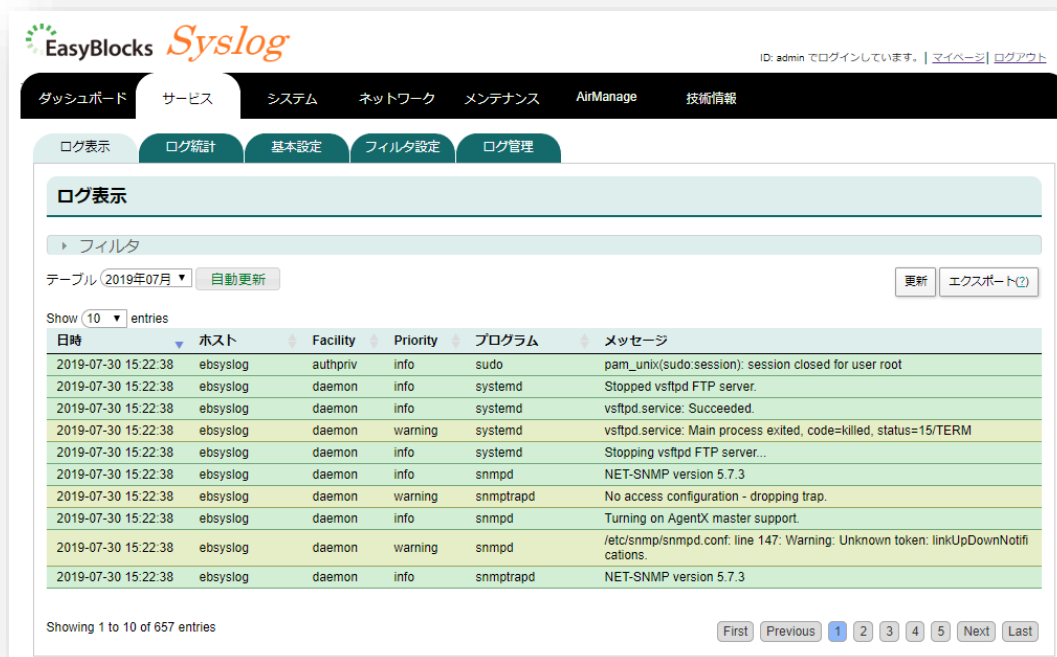 EasyBlocks Syslog
ID: admin でログインしています。| マイページ| ログアウト
ダッシュボード サービス システム ネットワーク メンテナンス AirManage 技術情報
ログ表示 ログ統計 基本設定 フィルタ設定 ログ管理
ログ表示
フィルタ
テーブル 2019年07月 自動更新 更新 エクスポート(?)
Show 10 entries
日時 ホスト Facility Priority プログラム メッセージ
2019-07-30 15:22:38 ebsyslog authpriv info sudo pam_unix(sudo:session): session closed for user root
2019-07-30 15:22:38 ebsyslog daemon info systemd Stopped vsftpd FTP server.
2019-07-30 15:22:38 ebsyslog daemon info systemd vsftpd.service: Succeeded.
2019-07-30 15:22:38 ebsyslog daemon warning systemd vsftpd.service: Main process exited, code=killed, status=15/TERM
2019-07-30 15:22:38 ebsyslog daemon info systemd Stopping vsftpd FTP server...
2019-07-30 15:22:38 ebsyslog daemon info snmpd NET-SNMP version 5.7.3
2019-07-30 15:22:38 ebsyslog daemon warning snmptrapd No access configuration - dropping trap.
2019-07-30 15:22:38 ebsyslog daemon info snmpd Turning on AgentX master support.
2019-07-30 15:22:38 ebsyslog daemon warning snmpd /etc/snmp/snmpd.conf: line 147: Warning: Unknown token: linkUpDownNotifi
cations.
2019-07-30 15:22:38 ebsyslog daemon info snmptrapd NET-SNMP version 5.7.3
Showing 1 to 10 of 657 entries First Previous 1 2 3 4 5 Next Last